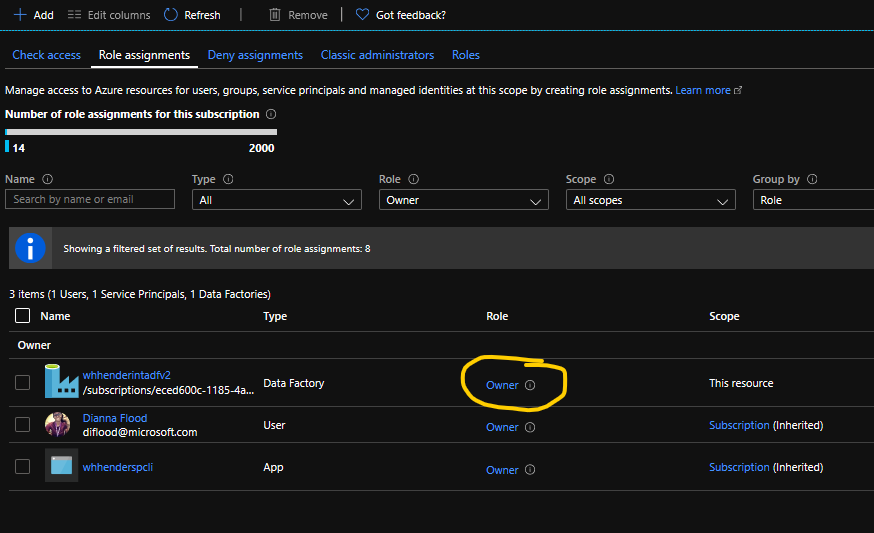 Add Edit columns Refresh | Remove | Got feedback?
Check access Role assignments Deny assignments Classic administrators Roles
Manage access to Azure resources for users, groups, service principals and managed identities at this scope by creating role assignments. Learn more
Number of role assignments for this subscription
14 2000
Name Type Role Scope Group by
Search by name or email All Owner All scopes Role
Showing a filtered set of results. Total number of role assignments: 8
3 items (1 Users, 1 Service Principals, 1 Data Factories)
Name Type Role Scope
Owner
whhenderintadfv2
/subscriptions/eced600c-1185-4a... Data Factory Owner This resource
Dianna Flood
diflood@microsoft.com User Owner Subscription (Inherited)
whhenderspcli App Owner Subscription (Inherited)